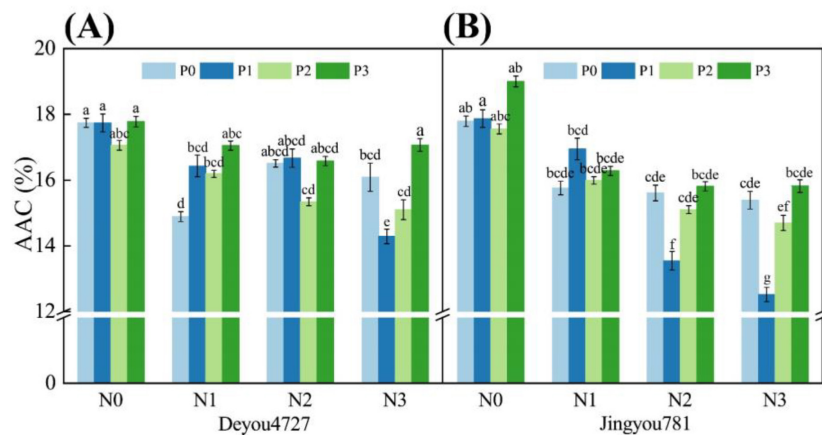 (A) (B)
20
P0 P1 P2 P3 P0 P1 P2 P3
18
16
14
12
0
AAC (%)
a a abc a
d bcd bcd abc
abcd abcd cd abcd
bcd e cd a
ab a abc ab
bcde bcd bcde bcde
cde f cde bcde
cde g ef bcde
N0 N1 N2 N3 N0 N1 N2 N3
Deyou4727 Jingyou781